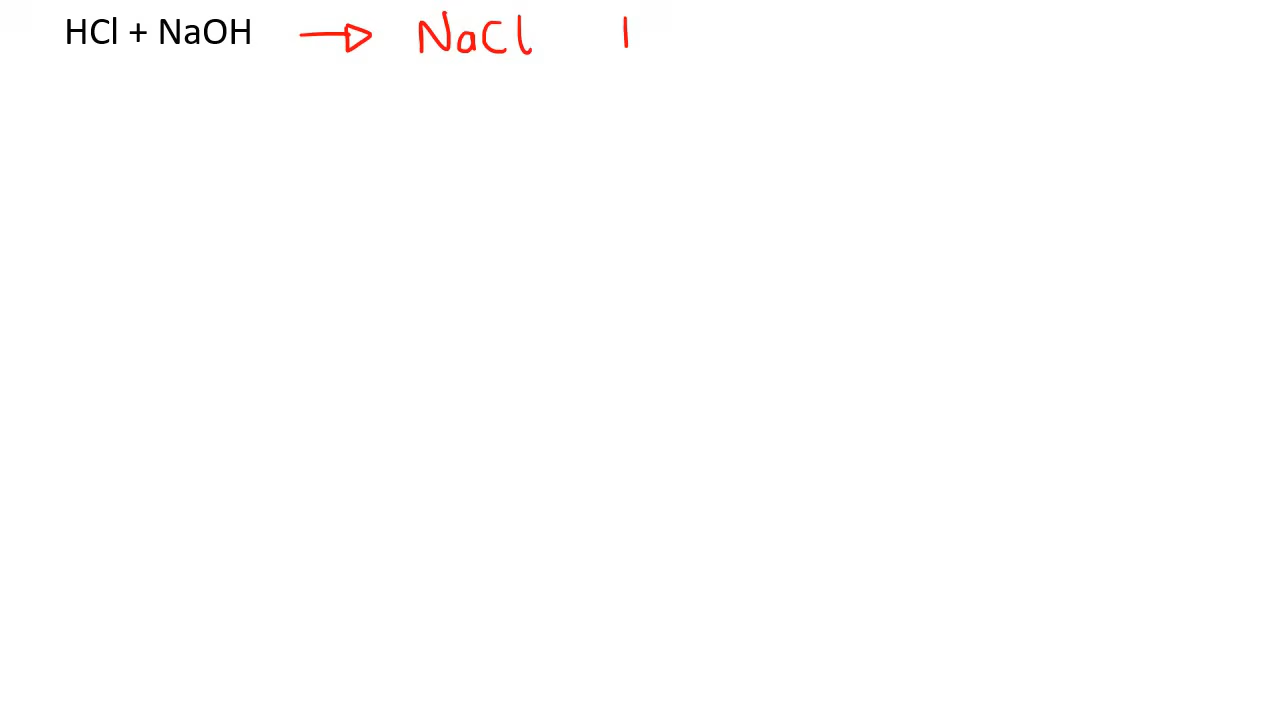 HCl + NaOH → NaCl